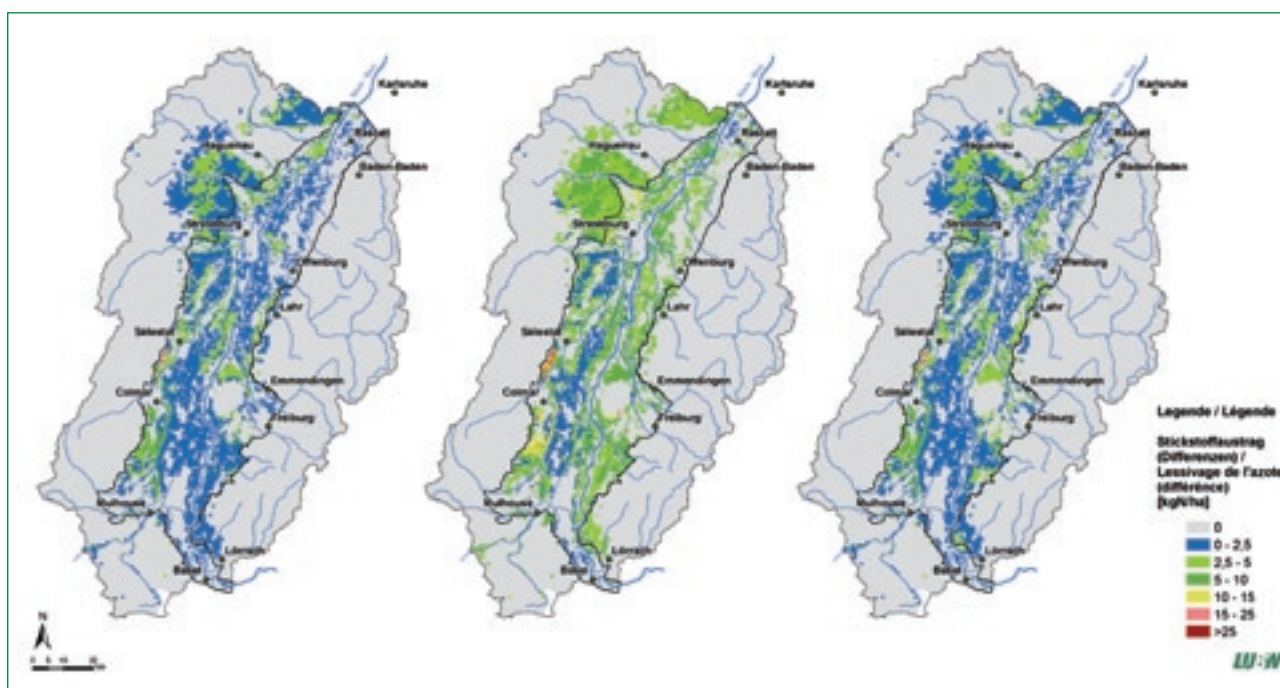 Karlsruhe
Rastatt
Haguenau
Baden-Baden
Strasbourg
Offenburg
Lahr
Sélestat
Emmendingen
Colmar
Freiburg
Mulhouse
Lörrach
Basel
Karlsruhe
Rastatt
Haguenau
Baden-Baden
Strasbourg
Offenburg
Lahr
Sélestat
Emmendingen
Colmar
Freiburg
Mulhouse
Lörrach
Basel
Karlsruhe
Rastatt
Haguenau
Baden-Baden
Strasbourg
Offenburg
Lahr
Sélestat
Emmendingen
Colmar
Freiburg
Mulhouse
Lörrach
Basel
Legende / Légende
Stickstoffaustrag
(Differenzen) /
Lessivage de l'azote
(différence)
[kgN/ha]
0
0 - 2,5
2,5 - 5
5 - 10
10 - 15
15 - 25
>25
N
LU:W